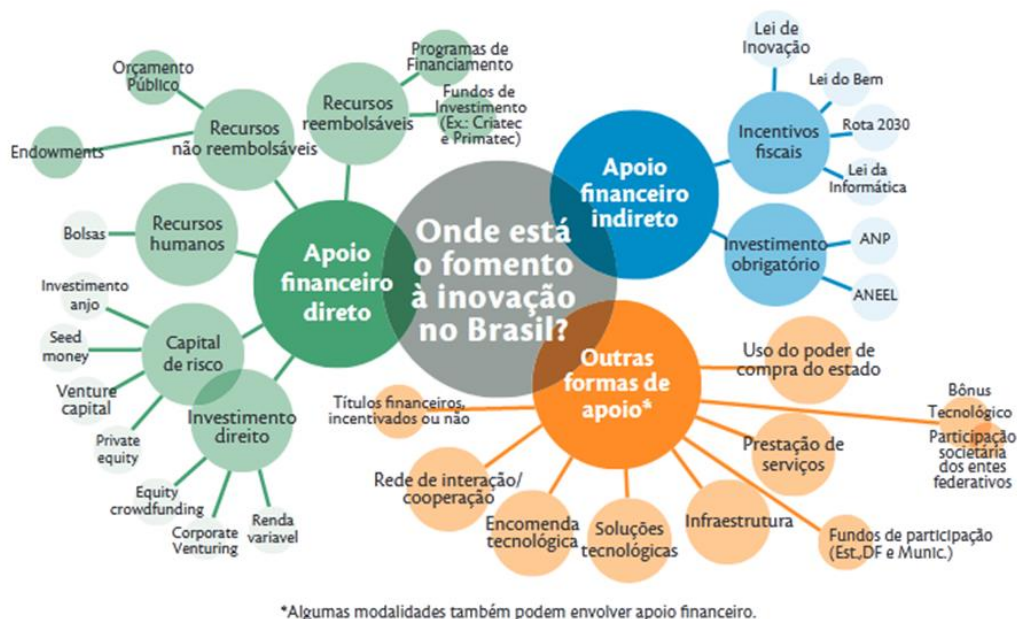 Onde está
o fomento
à inovação
no Brasil?
Apoio
financeiro
direto
Recursos
não reembolsáveis
Orçamento
Público
Endowments
Recursos
reembolsáveis
Programas de
Financiamento
Fundos de
Investimento
(Ex.: Criatec
e Primatec)
Recursos
humanos
Bolsas
Capital
de risco
Investimento
anjo
Seed
money
Venture
capital
Private
equity
Investimento
direito
Equity
crowdfunding
Corporate
Venturing
Renda
variavel
Apoio
financeiro
indireto
Incentivos
fiscais
Lei de
Inovação
Lei do Bem
Rota 2030
Lei da
Informática
Investimento
obrigatório
ANP
ANEEL
Outras
formas de
apoio*
Uso do poder de
compra do estado
Bônus
Tecnológico
Participação
societária
dos entes
federativos
Prestação de
serviços
Fundos de participação
(Est.,DF e Munic.)
Infraestrutura
Soluções
tecnológicas
Encomenda
tecnológica
Rede de interação/
cooperação
Títulos financeiros,
incentivados ou não
*Algumas modalidades também podem envolver apoio financeiro.